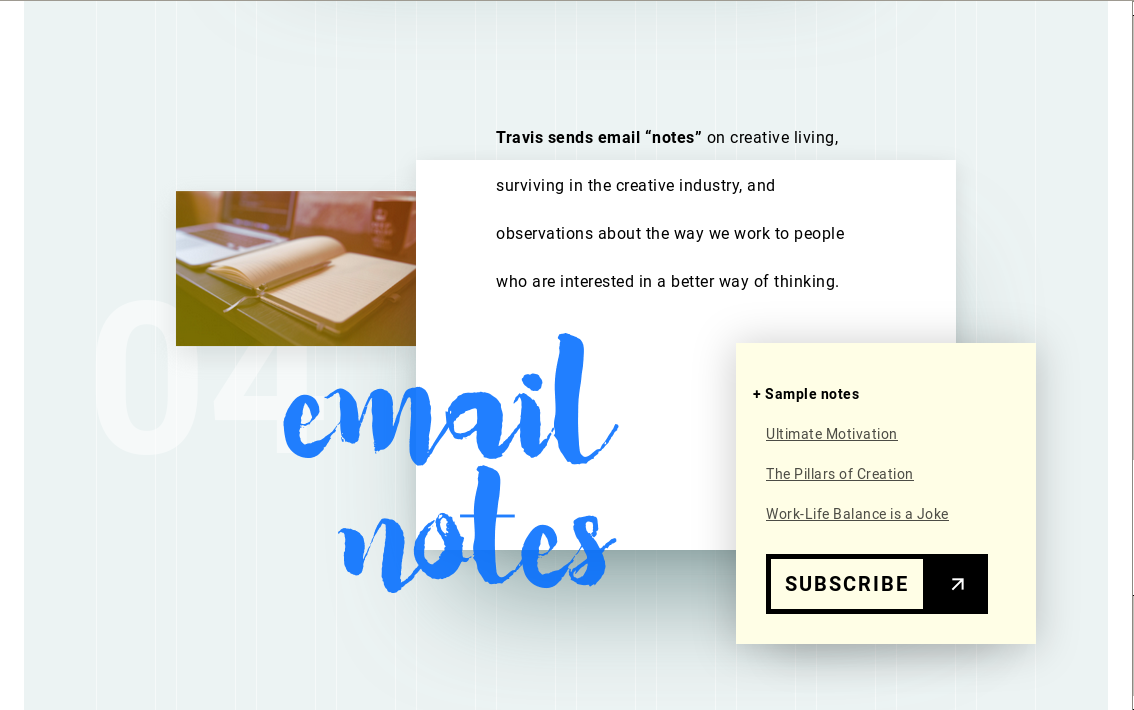 Travis sends email “notes” on creative living,
surviving in the creative industry, and
observations about the way we work to people
who are interested in a better way of thinking.
04
email
notes
+ Sample notes
Ultimate Motivation
The Pillars of Creation
Work-Life Balance is a Joke
SUBSCRIBE